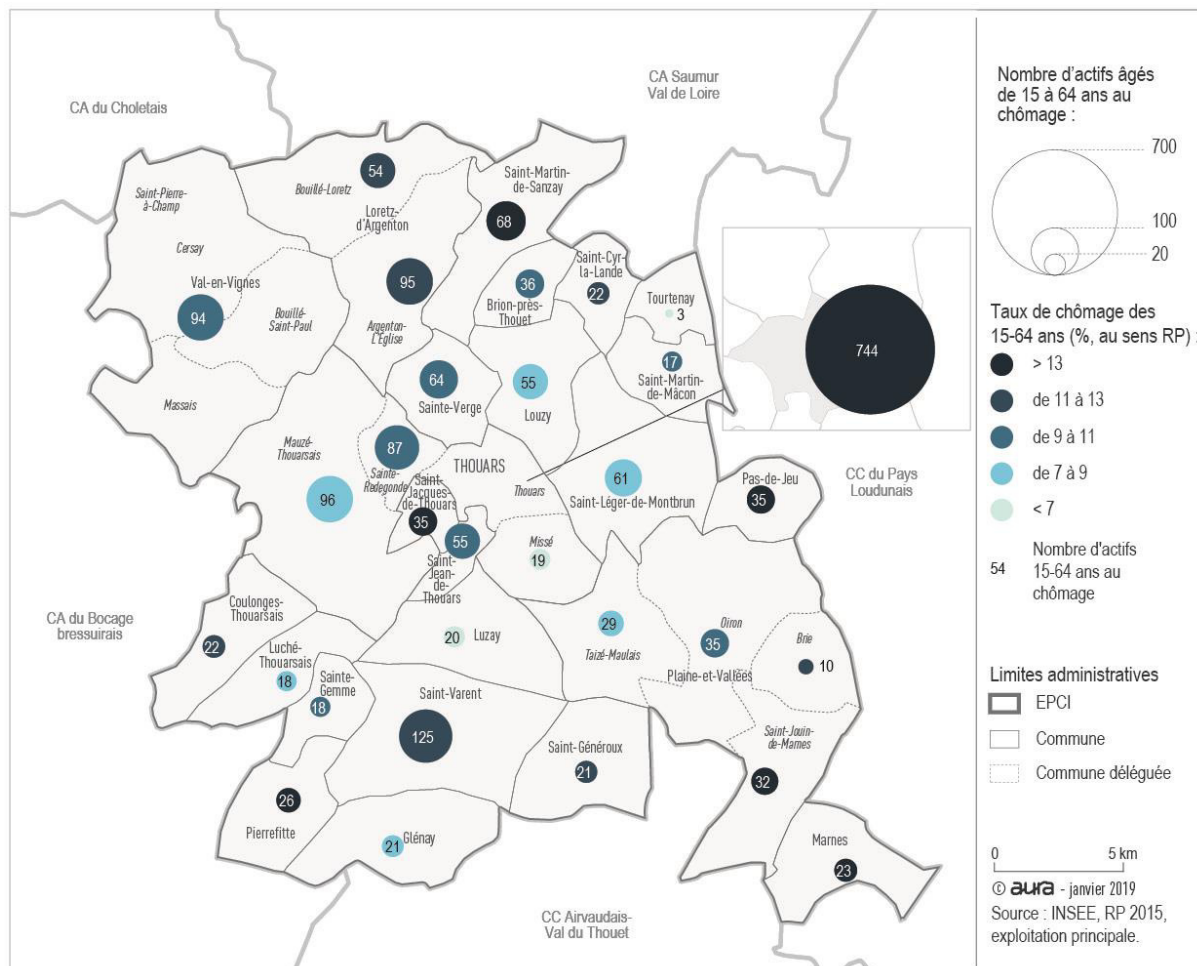 CA du Choletais
CA Saumur
Val de Loire
Saint-Pierre-
à-Champ
Cersay
Val-en-Vignes
94
Bouillé-
Saint-Paul
Massais
54
Bouillé-Loretz
Loretz-
d'Argenton
95
Argenton-
L'Église
Saint-Martin-
de-Sanzay
68
36
Brion-près-
Thouet
Saint-Cyr-
la-Lande
22
Tourtenay
3
17
Saint-Martin-
de-Mâcon
744
64
Sainte-Verge
55
Louzy
Mauzé-
Thouarsais
96
87
Sainte-
Radegonde
THOUARS
Thouars
Saint-
Jacques-
de-Thouars
35
55
Saint-
Jean-
de-
Thouars
61
Saint-Léger-de-Montbrun
Pas-de-Jeu
35
CC du Pays
Loudunais
Missé
19
CA du Bocage
bressuirais
Coulonges-
Thouarsais
22
Luché-
Thouarsais
18
Sainte-
Gemme
18
20
Luzay
29
Taizé-Maulais
Oiron
35
Plaine-et-Vallées
Brie
10
Saint-Varent
125
Saint-Généroux
21
Saint-Jouin-
de-Marnes
32
26
Pierrefitte
Glénay
21
Marnes
23
CC Airvaudais-
Val du Thouet
Nombre d'actifs âgés
de 15 à 64 ans au
chômage :
700
100
20
Taux de chômage des
15-64 ans (%, au sens RP) :
> 13
de 11 à 13
de 9 à 11
de 7 à 9
< 7
54
Nombre d'actifs
15-64 ans au
chômage
Limites administratives
EPCI
Commune
Commune déléguée
0 5 km
© aura - janvier 2019
Source : INSEE, RP 2015,
exploitation principale.